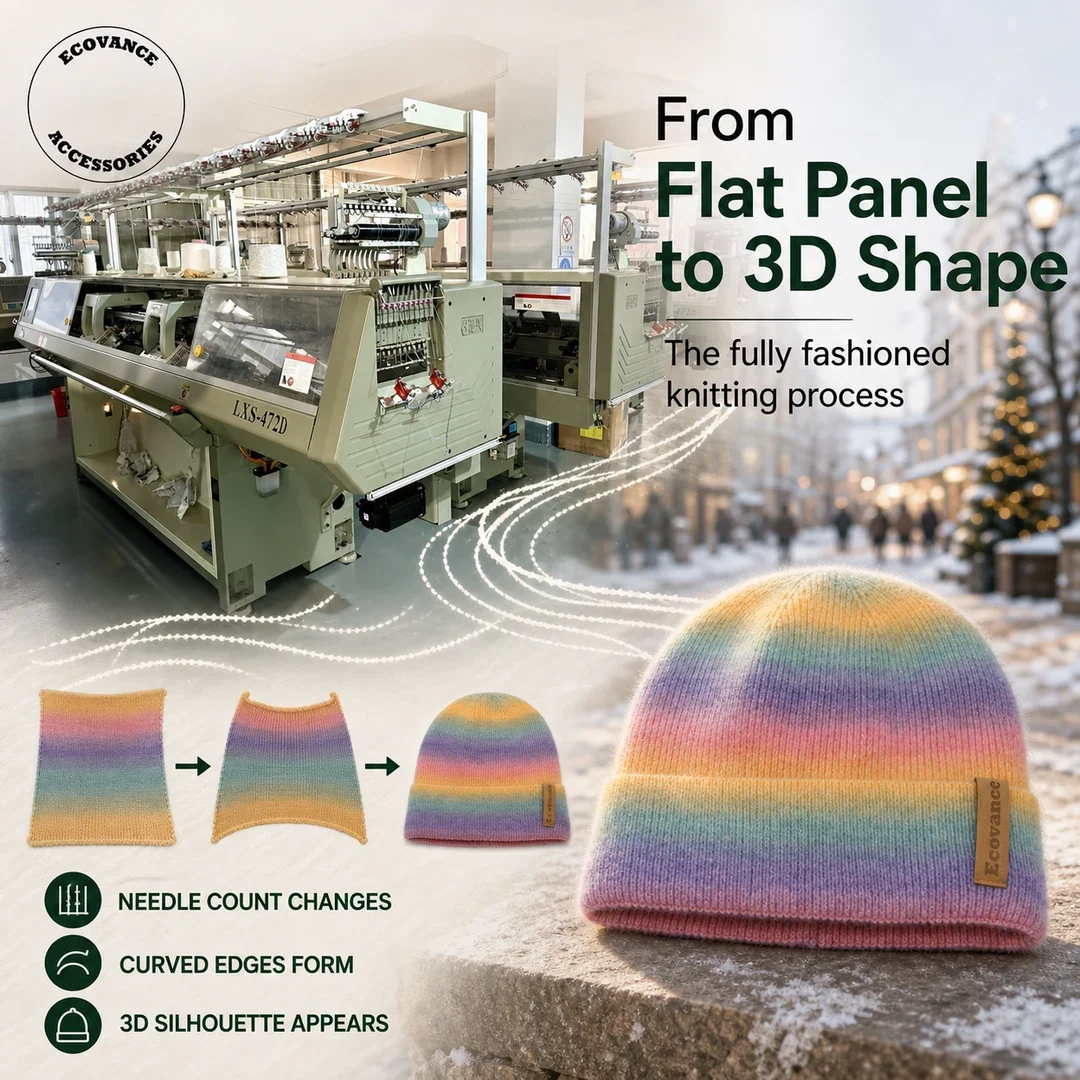 ECOVANCE
ACCESSORIES
From
Flat Panel
to 3D Shape
The fully fashioned
knitting process
LXS-472D
Ecovance
NEEDLE COUNT CHANGES
CURVED EDGES FORM
3D SILHOUETTE APPEARS